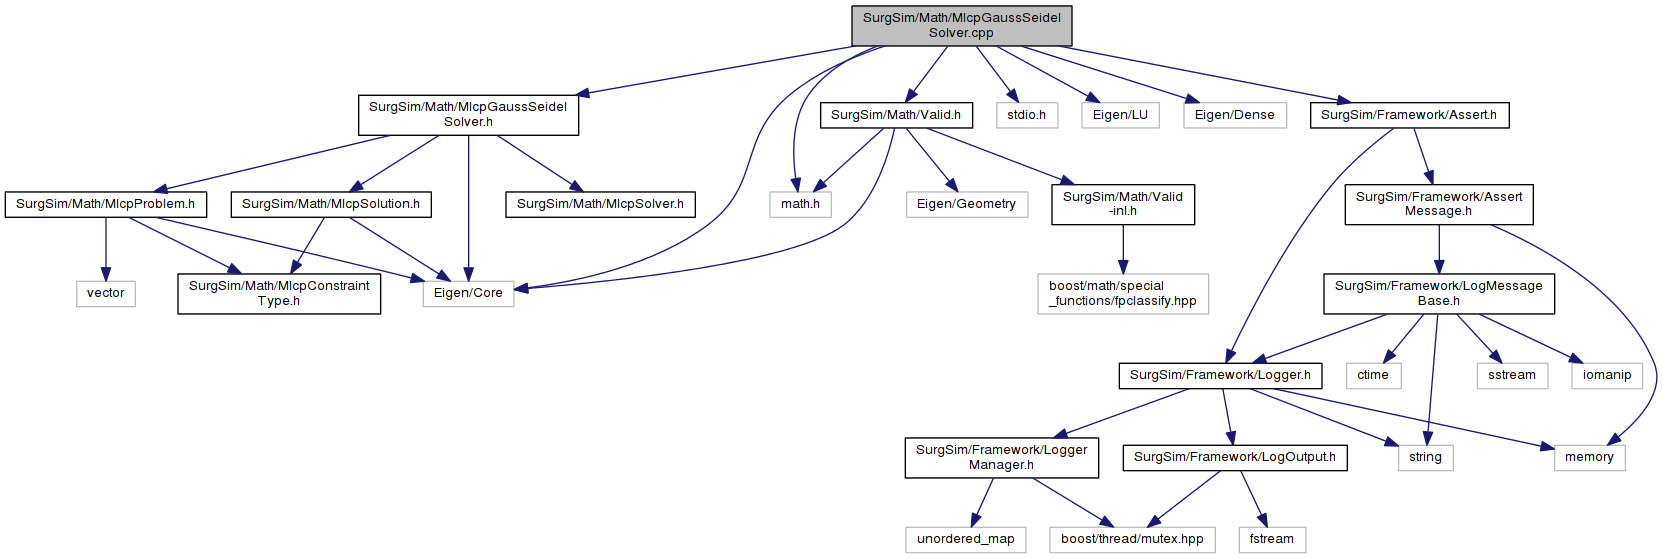 SurgSim/Math/MlcpGaussSeidel
Solver.cpp
SurgSim/Math/MlcpGaussSeidel
Solver.h
SurgSim/Math/Valid.h
stdio.h
Eigen/LU
Eigen/Dense
SurgSim/Framework/Assert.h
SurgSim/Math/MlcpProblem.h
SurgSim/Math/MlcpSolution.h
SurgSim/Math/MlcpSolver.h
math.h
Eigen/Geometry
SurgSim/Math/Valid
-inl.h
SurgSim/Framework/Assert
Message.h
vector
SurgSim/Math/MlcpConstraint
Type.h
Eigen/Core
boost/math/special
_functions/fpclassify.hpp
SurgSim/Framework/LogMessage
Base.h
SurgSim/Framework/Logger.h
ctime
sstream
iomanip
SurgSim/Framework/Logger
Manager.h
SurgSim/Framework/LogOutput.h
string
memory
unordered_map
boost/thread/mutex.hpp
fstream